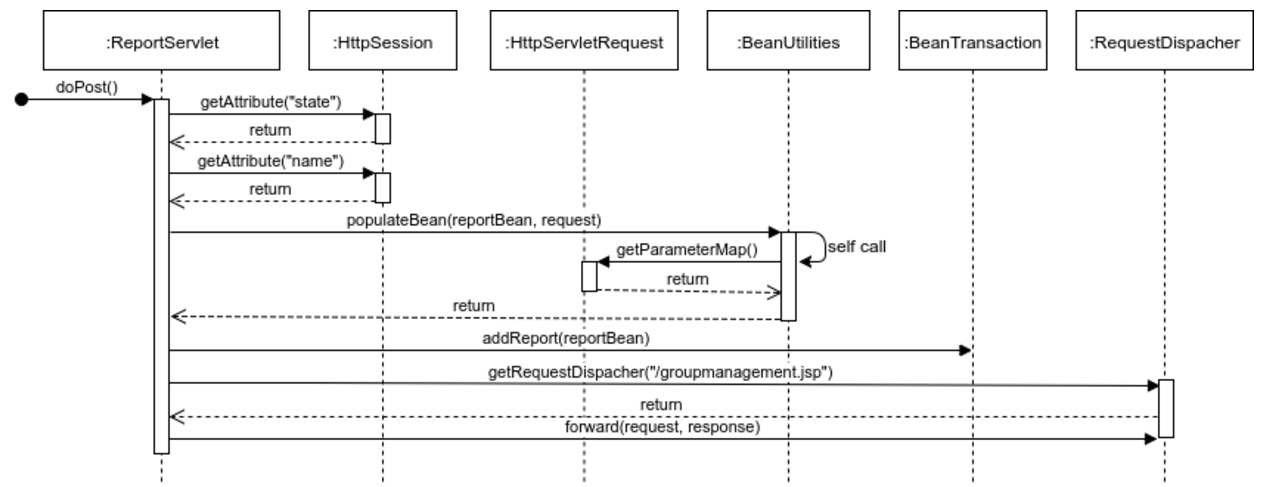 :ReportServlet
:HttpSession
:HttpServletRequest
:BeanUtilities
:BeanTransaction
:RequestDispacher
doPost()
getAttribute("state")
return
getAttribute("name")
return
populateBean(reportBean, request)
self call
getParameterMap()
return
return
addReport(reportBean)
getRequestDispacher("/groupmanagement.jsp")
return
forward(request, response)